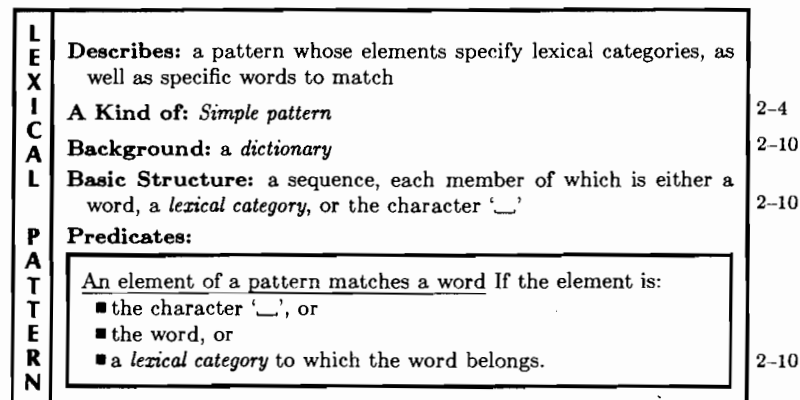 LEXICAL PATTERN
Describes: a pattern whose elements specify lexical categories, as
well as specific words to match
A Kind of: Simple pattern 2–4
Background: a dictionary 2–10
Basic Structure: a sequence, each member of which is either a
word, a lexical category, or the character ‘␣’ 2–10
Predicates:
An element of a pattern matches a word If the element is:
■ the character ‘␣’, or
■ the word, or
■ a lexical category to which the word belongs. 2–10